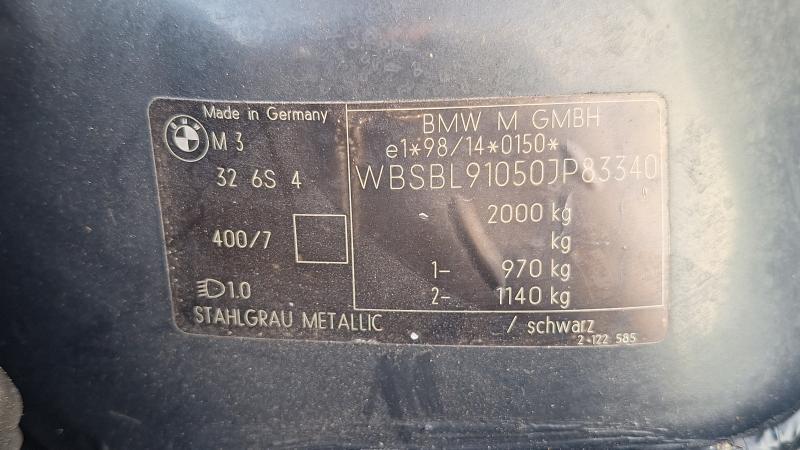 Made in Germany
BMW
M 3
32 6S 4
400/7
1.0
STAHLGRAU METALLIC
BMW M GMBH
e1*98/14*0150*
WBSBL91050JP83340
2000 kg
kg
1- 970 kg
2- 1140 kg
/ schwarz
2-122 585